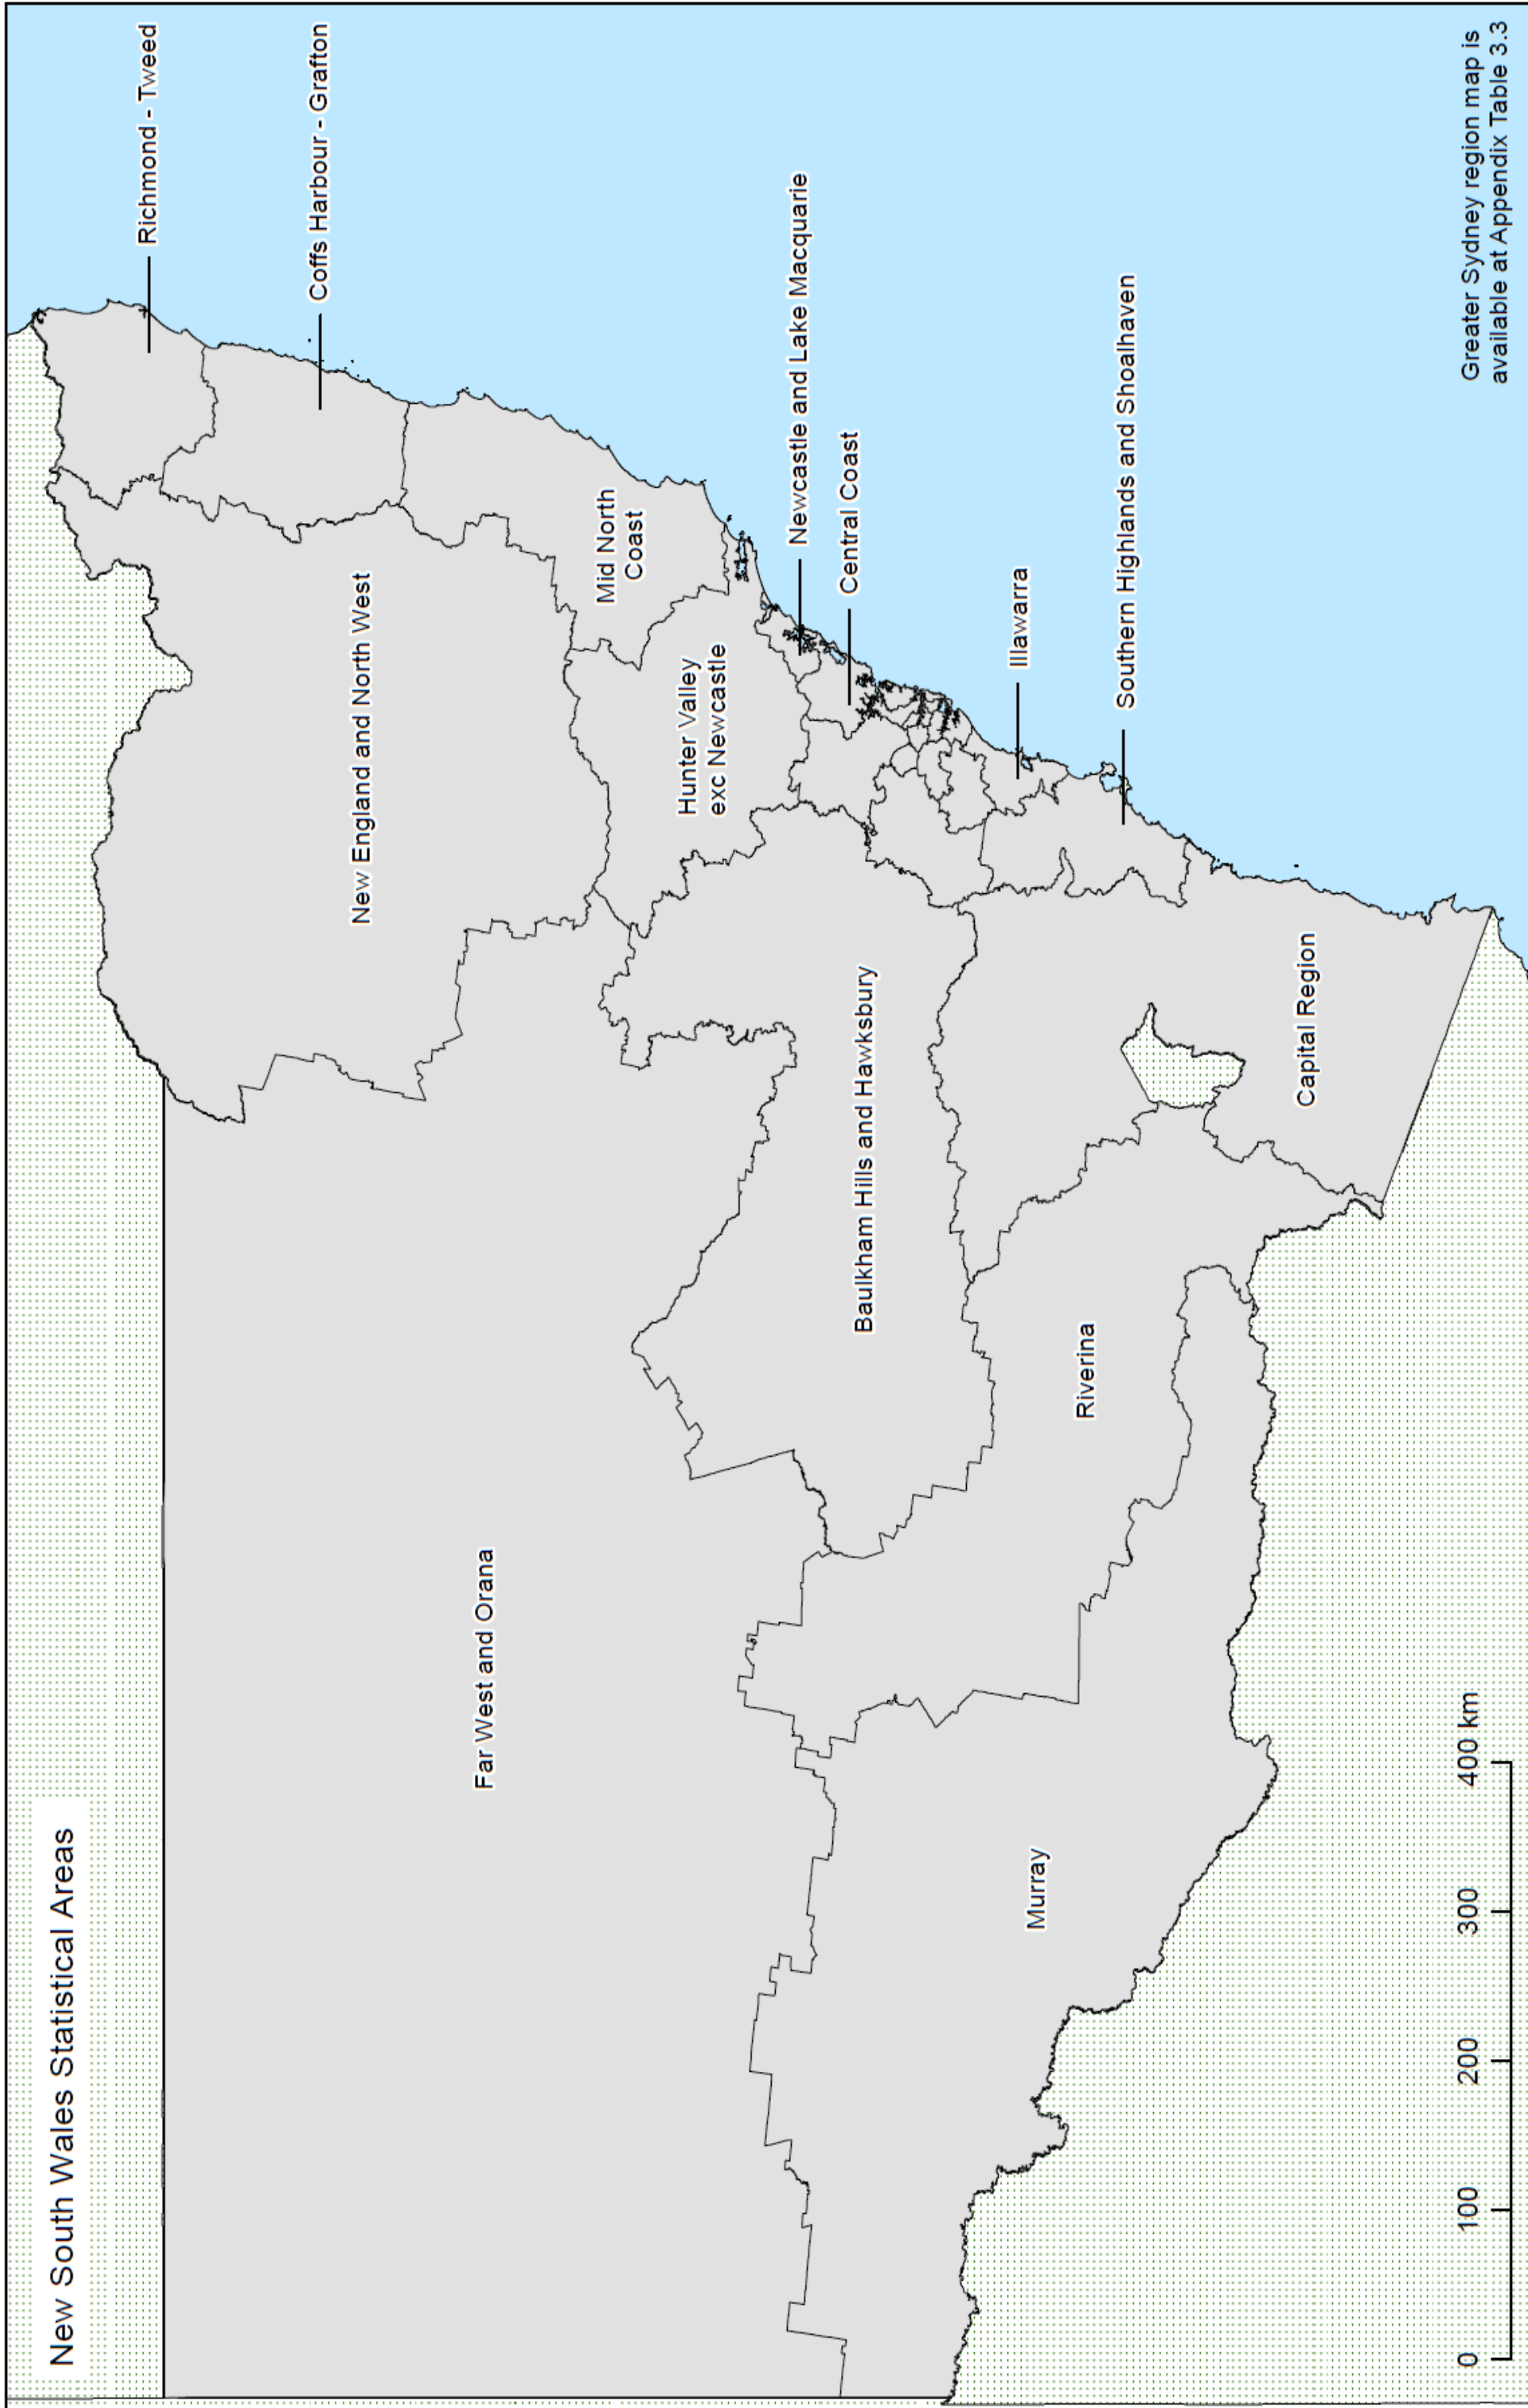 New South Wales Statistical Areas
Richmond - Tweed
Coffs Harbour - Grafton
New England and North West
Far West and Orana
Mid North
Coast
Hunter Valley
exc Newcastle
Newcastle and Lake Macquarie
Central Coast
Baulkham Hills and Hawksbury
Illawarra
Murray
Riverina
Southern Highlands and Shoalhaven
Capital Region
0 100 200 300 400 km
Greater Sydney region map is
available at Appendix Table 3.3